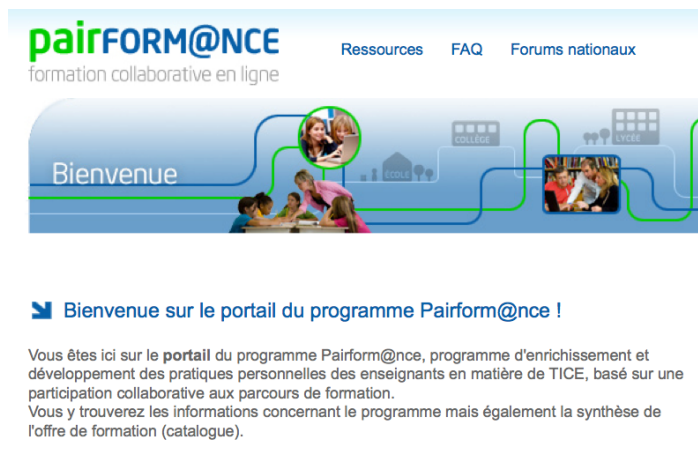 pairFORM@NCE
formation collaborative en ligne
Ressources FAQ Forums nationaux
Bienvenue
ÉCOLE
COLLÈGE
LYCÉE
Bienvenue sur le portail du programme Pairform@nce !
Vous êtes ici sur le portail du programme Pairform@nce, programme d'enrichissement et
développement des pratiques personnelles des enseignants en matière de TICE, basé sur une
participation collaborative aux parcours de formation.
Vous y trouverez les informations concernant le programme mais également la synthèse de
l'offre de formation (catalogue).